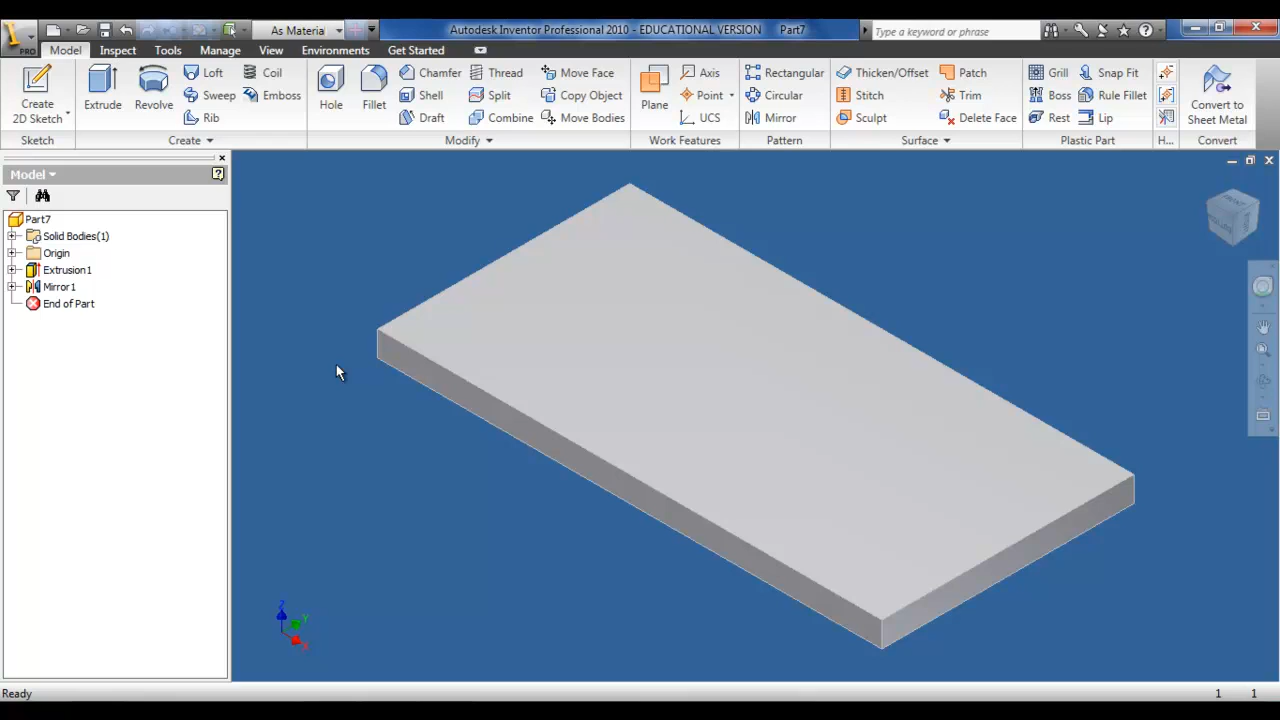 PRO
As Material
Autodesk Inventor Professional 2010 - EDUCATIONAL VERSION Part7
Type a keyword or phrase
Model Inspect Tools Manage View Environments Get Started
Create 2D Sketch
Sketch
Extrude Revolve Loft Sweep Rib Coil Emboss
Create
Hole Fillet Chamfer Shell Draft Thread Split Combine Move Face Copy Object Move Bodies
Modify
Plane Axis Point UCS
Work Features
Rectangular Circular Mirror
Pattern
Thicken/Offset Stitch Sculpt Patch Trim Delete Face
Surface
Grill Boss Rest Snap Fit Rule Fillet Lip
Plastic Part
H...
Convert to Sheet Metal
Convert
Model
Part7
Solid Bodies(1)
Origin
Extrusion1
Mirror1
End of Part
FRONT
Z
Y
X
Ready
1 1